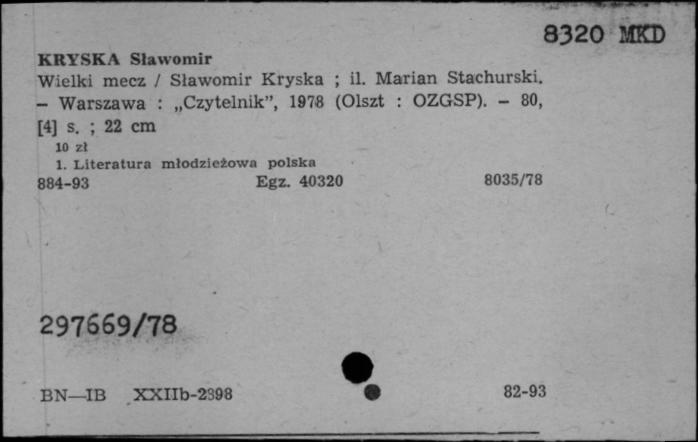 8320 MKD
KRYSKA Sławomir
Wielki mecz / Sławomir Kryska ; il. Marian Stachurski.
— Warszawa : „Czytelnik”, 1978 (Olszt : OZGSP). — 80,
[4] s. ; 22 cm
10 zł
1. Literatura młodzieżowa polska
884-93 Egz. 40320 8035/78
297669/78
BN—IB XXIIb-2398 82-93